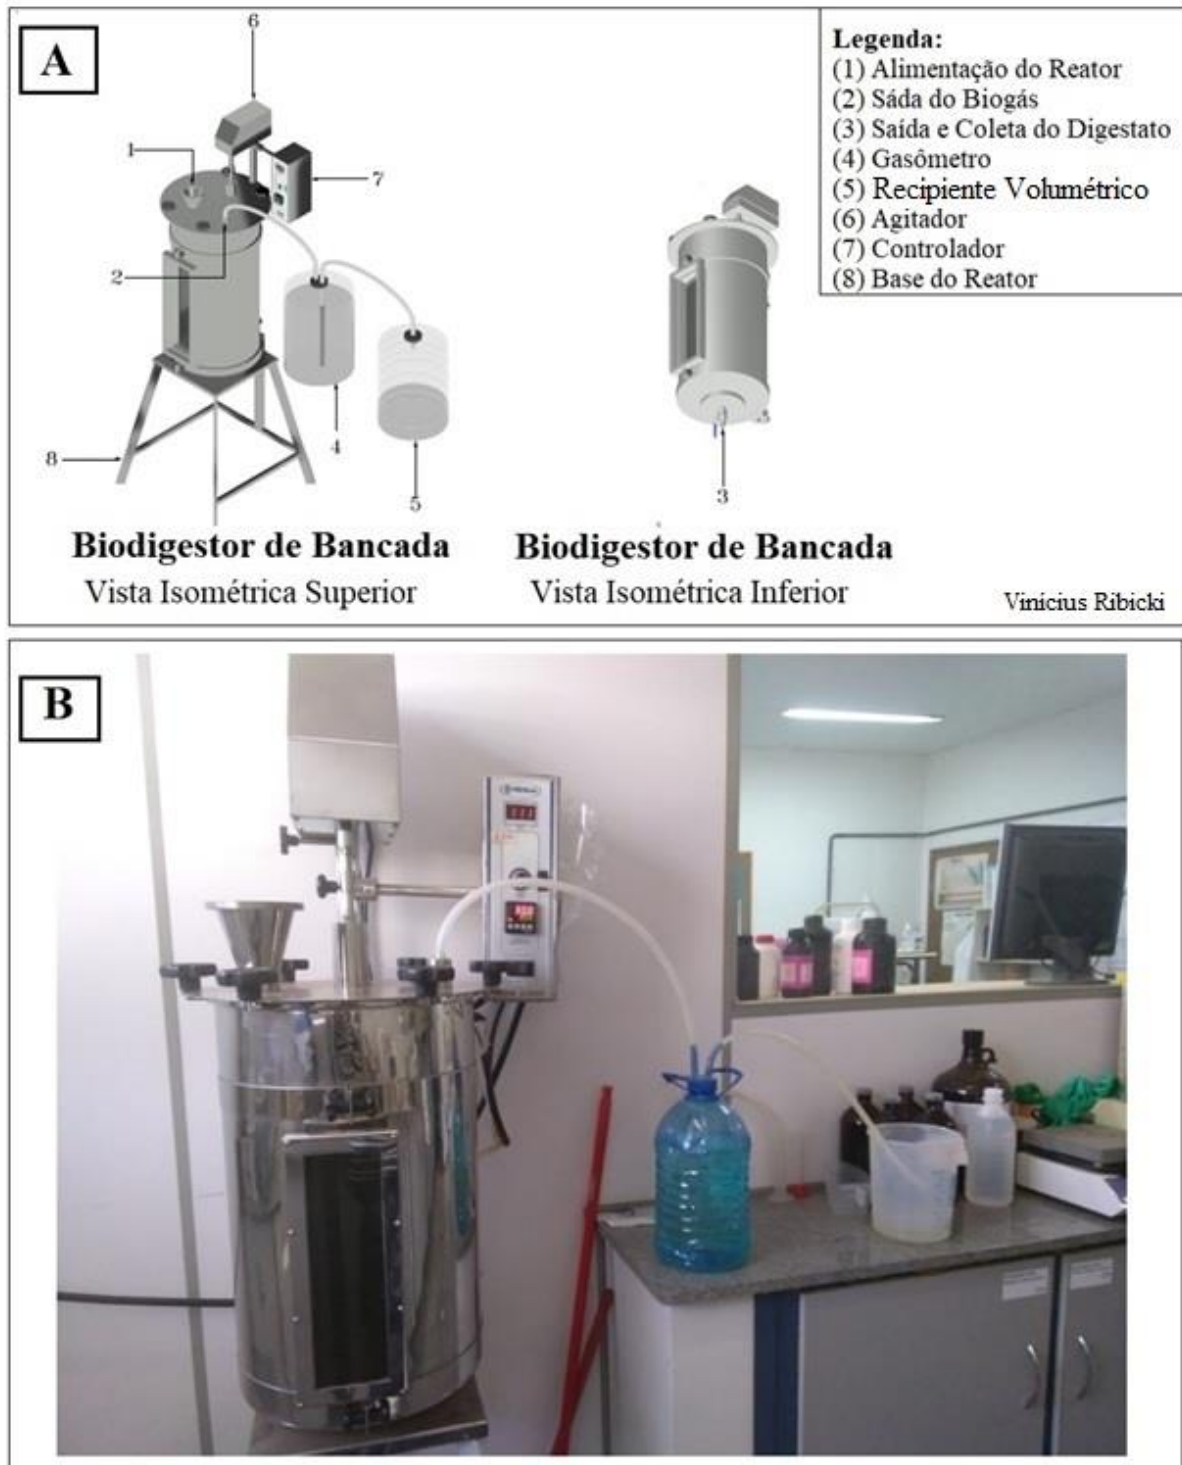 A
6
1
7
2
8
4
5
3
Legenda:
(1) Alimentação do Reator
(2) Sáda do Biogás
(3) Saída e Coleta do Digestato
(4) Gasômetro
(5) Recipiente Volumétrico
(6) Agitador
(7) Controlador
(8) Base do Reator
Biodigestor de Bancada
Vista Isométrica Superior
Biodigestor de Bancada
Vista Isométrica Inferior
Vinícius Ribicki
B